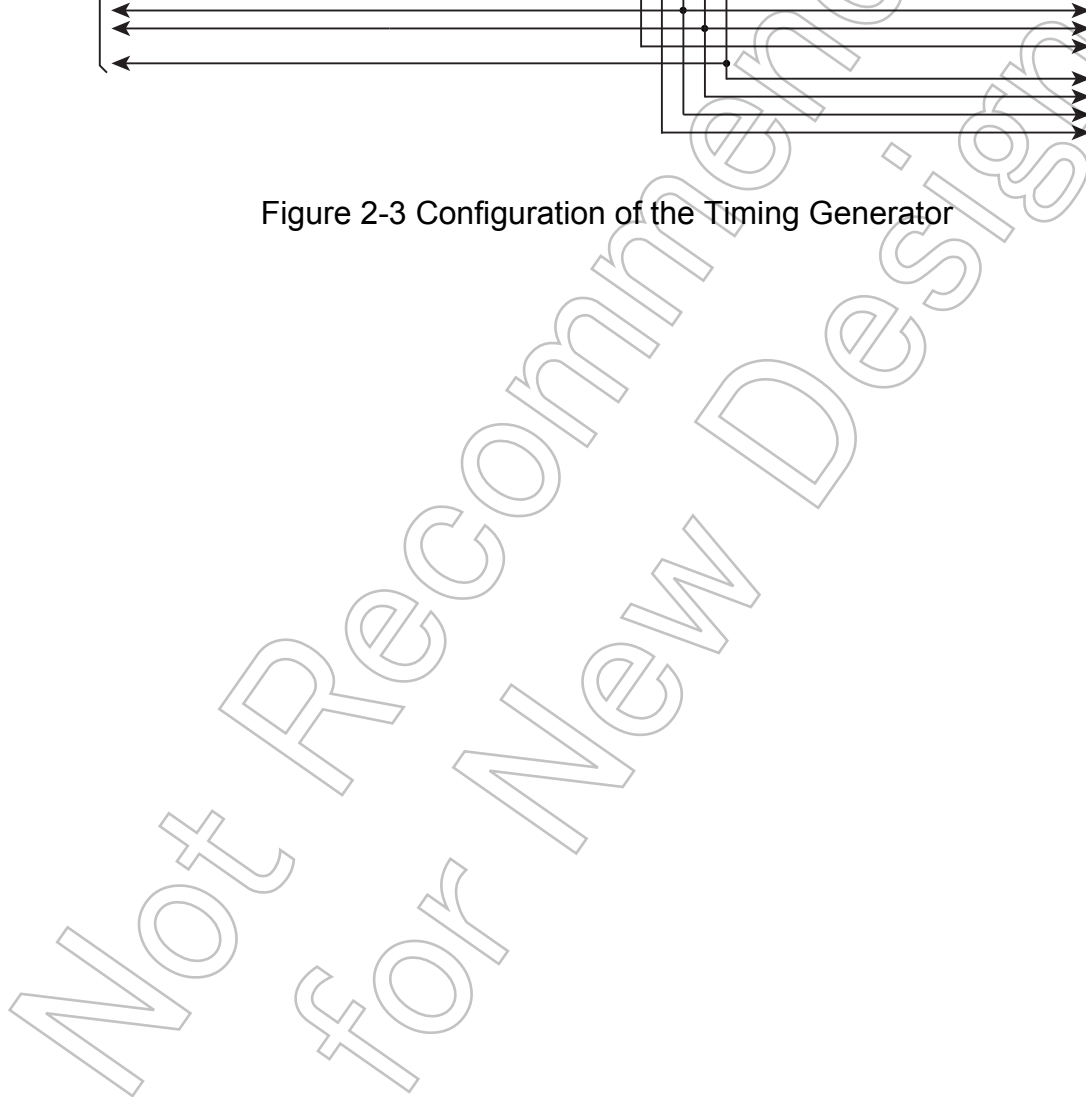 Figure 2-3 Configuration of the Timing Generator
Not Recommended
for New Design